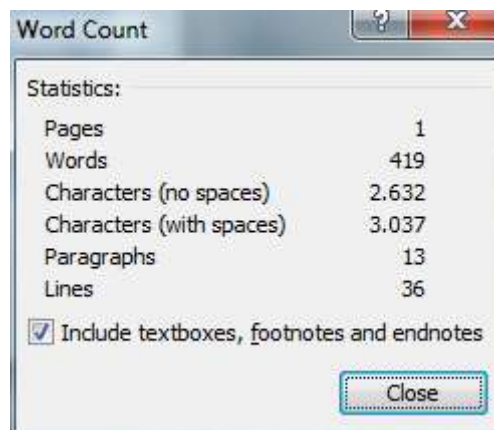 Word Count
Statistics:
Pages 1
Words 419
Characters (no spaces) 2.632
Characters (with spaces) 3.037
Paragraphs 13
Lines 36
Include textboxes, footnotes and endnotes
Close